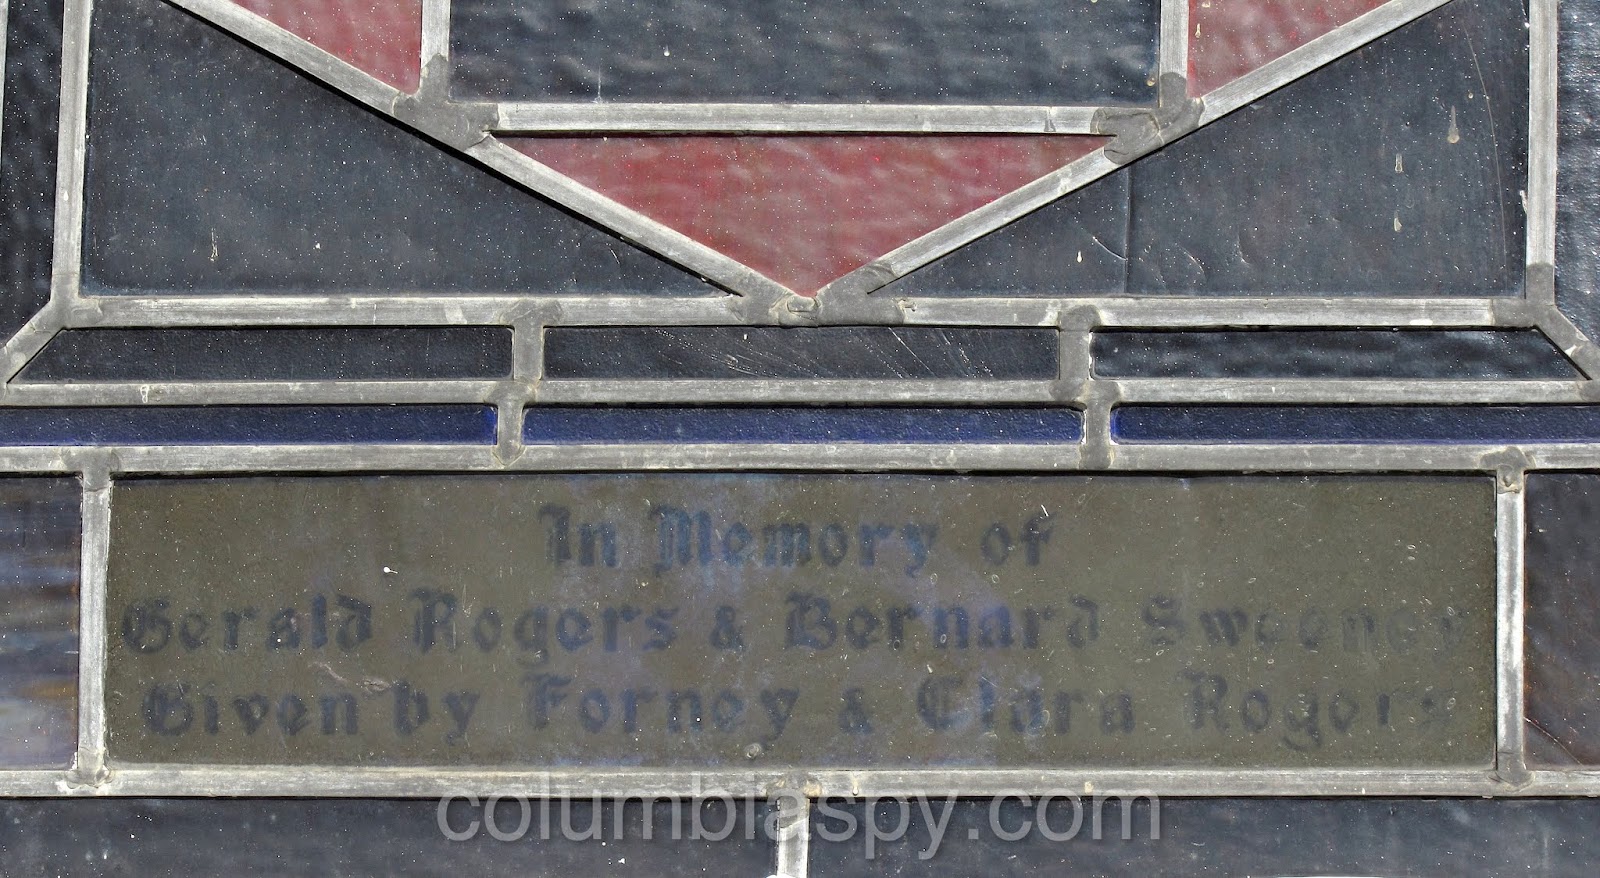 In Memory of
Gerald Rogers & Bernard Sweeney
Given by Forney & Clara Rogers
columbiaspy.com